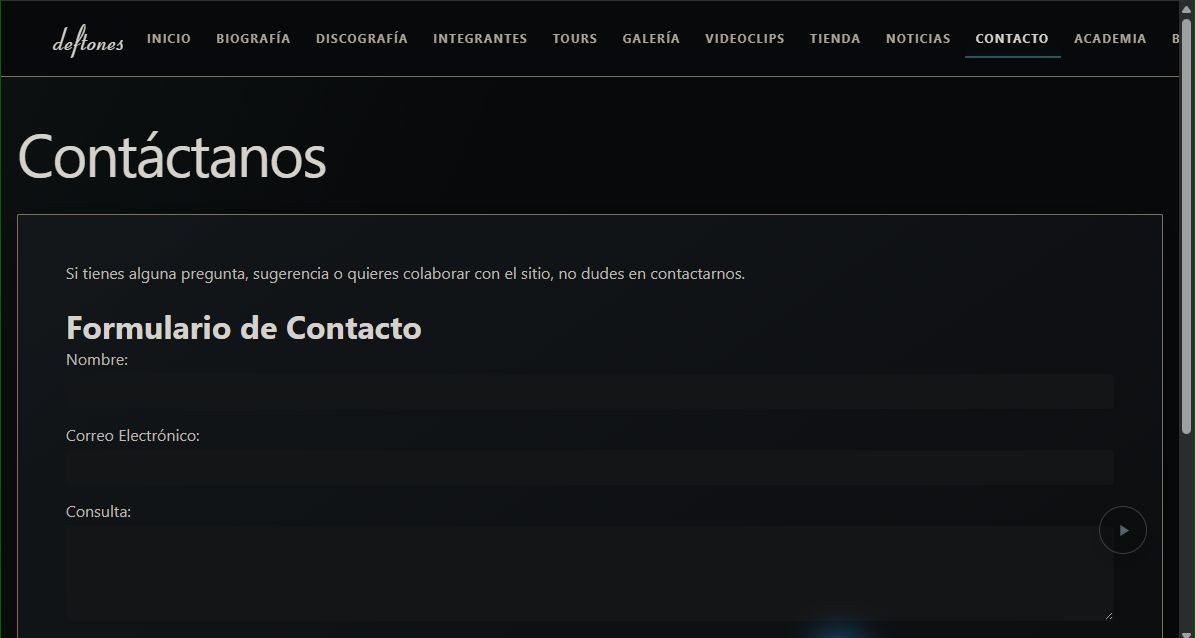 deftones INICIO BIOGRAFÍA DISCOGRAFÍA INTEGRANTES TOURS GALERÍA VIDEOCLIPS TIENDA NOTICIAS CONTACTO ACADEMIA
Contáctanos
Si tienes alguna pregunta, sugerencia o quieres colaborar con el sitio, no dudes en contactarnos.
Formulario de Contacto
Nombre:
Correo Electrónico:
Consulta: